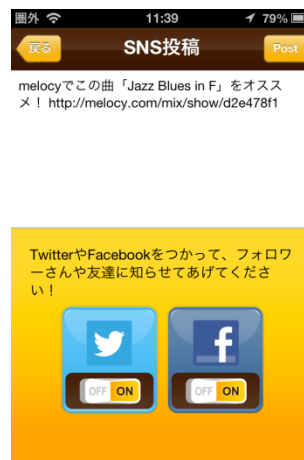 圏外 11:39 79%
戻る SNS投稿 Post
melocyでこの曲「Jazz Blues in F」をオスス
メ！ http://melocy.com/mix/show/d2e478f1
TwitterやFacebookをつかって、フォロワ
ーさんや友達に知らせてあげてくださ
い！
f
OFF ON OFF ON